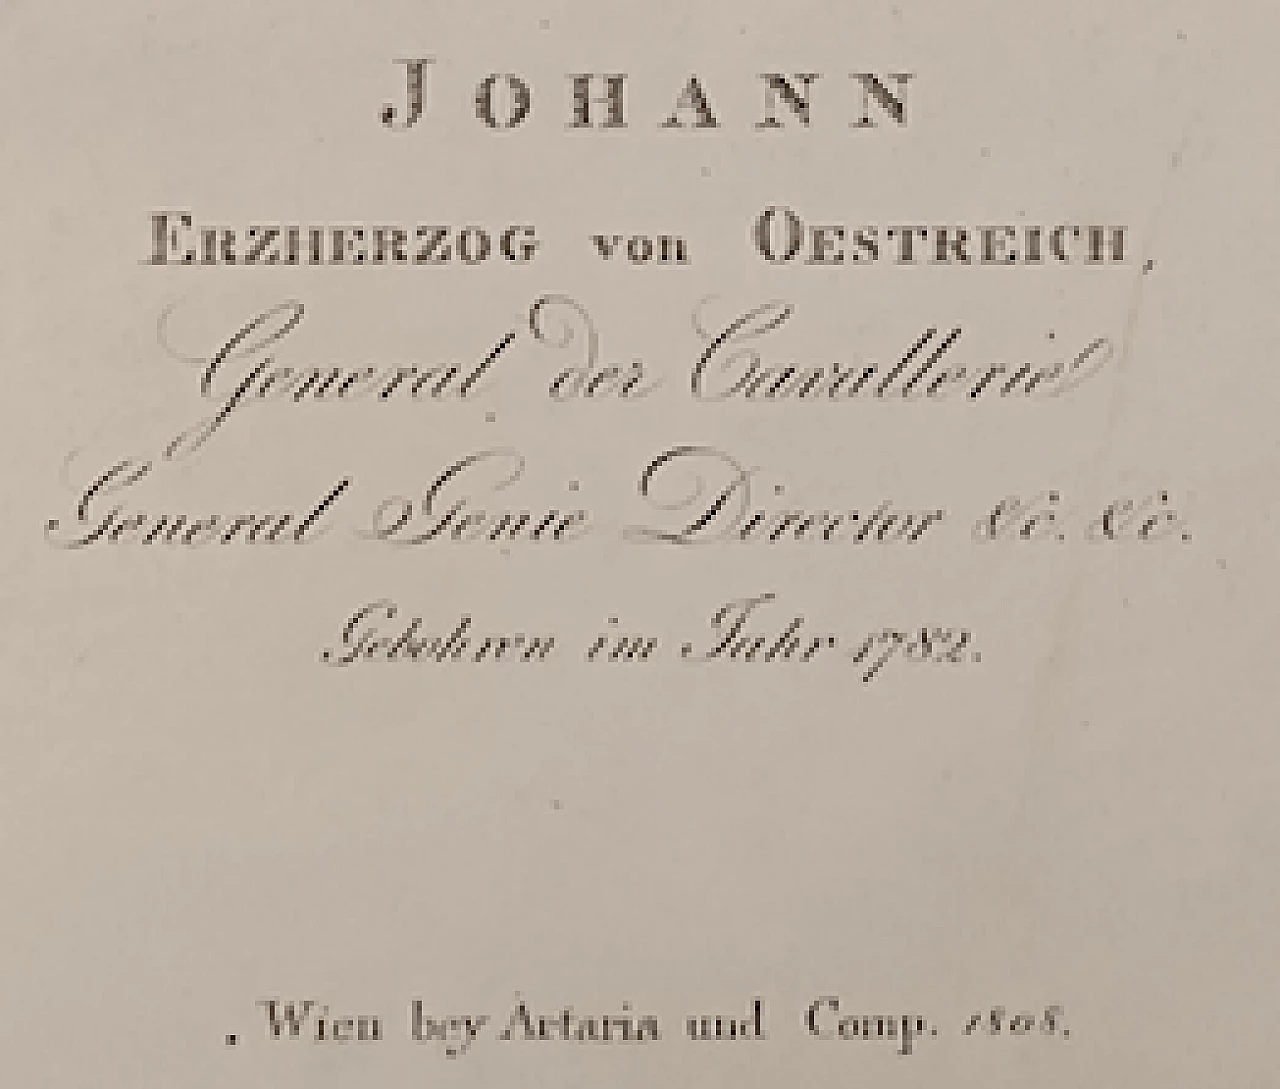 JOHANN
ERZHERZOG von OESTREICH,
General der Cavallerie
General Genie Director &c. &c.
Gebohren im Jahr 1782.
Wien bey Artaria und Comp. 1808.